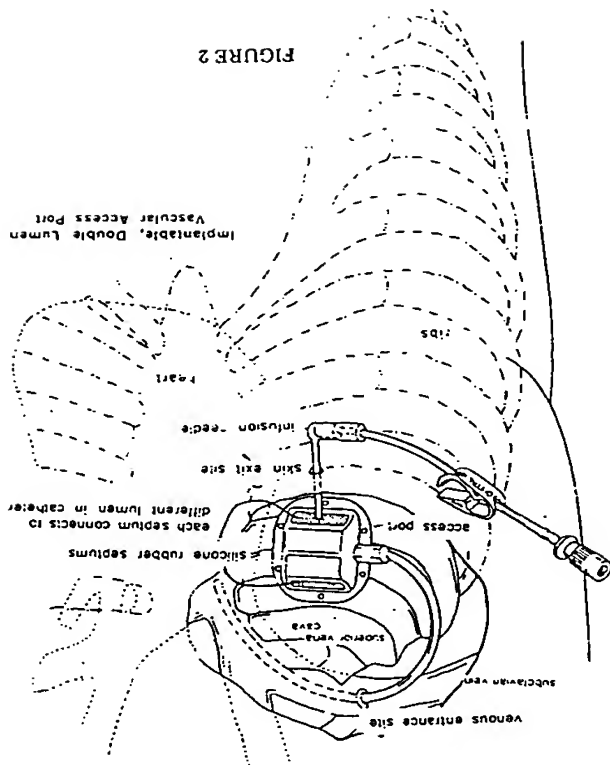 venous entrance site
subclavian vein
superior vena
cava
silicone rubber septums
each septum connects to
different lumen in catheter
access port
skin exit site
infusion needle
heart
ribs
Implantable, Double Lumen
Vascular Access Port
FIGURE 2